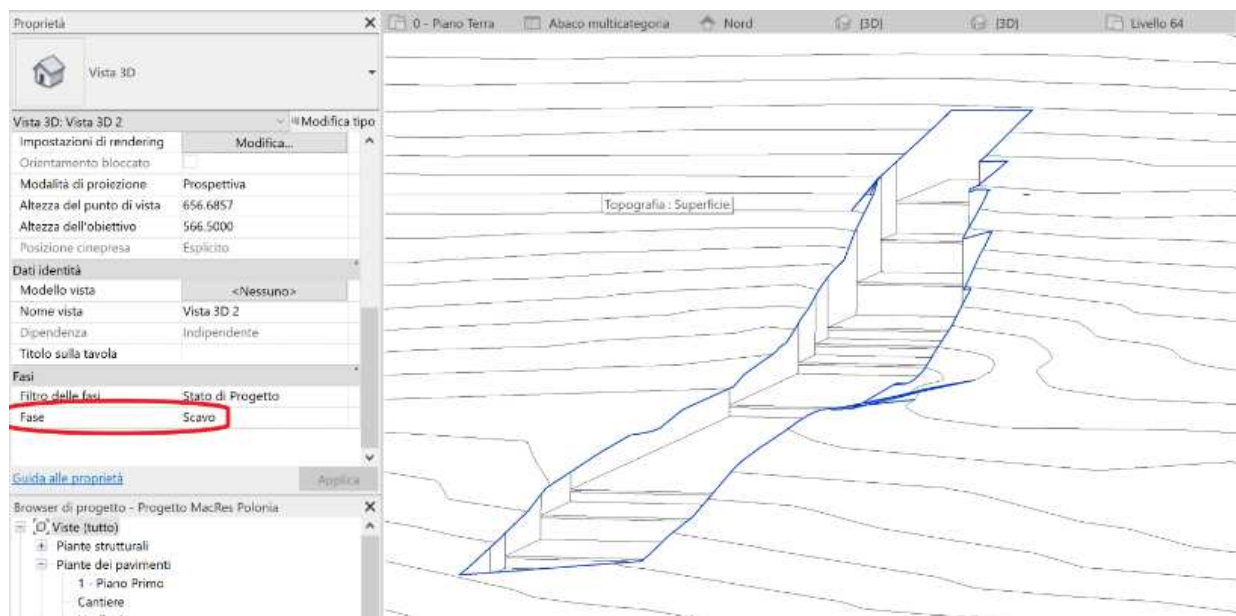 Proprietà
0 - Piano Terra
Abaco multicategoria
Nord
{3D}
{3D}
Livello 64
Vista 3D
Vista 3D: Vista 3D 2
Modifica tipo
Impostazioni di rendering Modifica...
Orientamento bloccato
Modalità di proiezione Prospettiva
Altezza del punto di vista 656.6857
Altezza dell'obiettivo 566.5000
Posizione cinepresa Esplicito
Dati identità
Modello vista <Nessuno>
Nome vista Vista 3D 2
Dipendenza Indipendente
Titolo sulla tavola
Fasi
Filtro delle fasi Stato di Progetto
Fase Scavo
Guida alle proprietà
Applica
Browser di progetto - Progetto MacRes Polonia
Viste (tutto)
Piante strutturali
Piante dei pavimenti
1 - Piano Primo
Cantiere
Topografia : Superficie